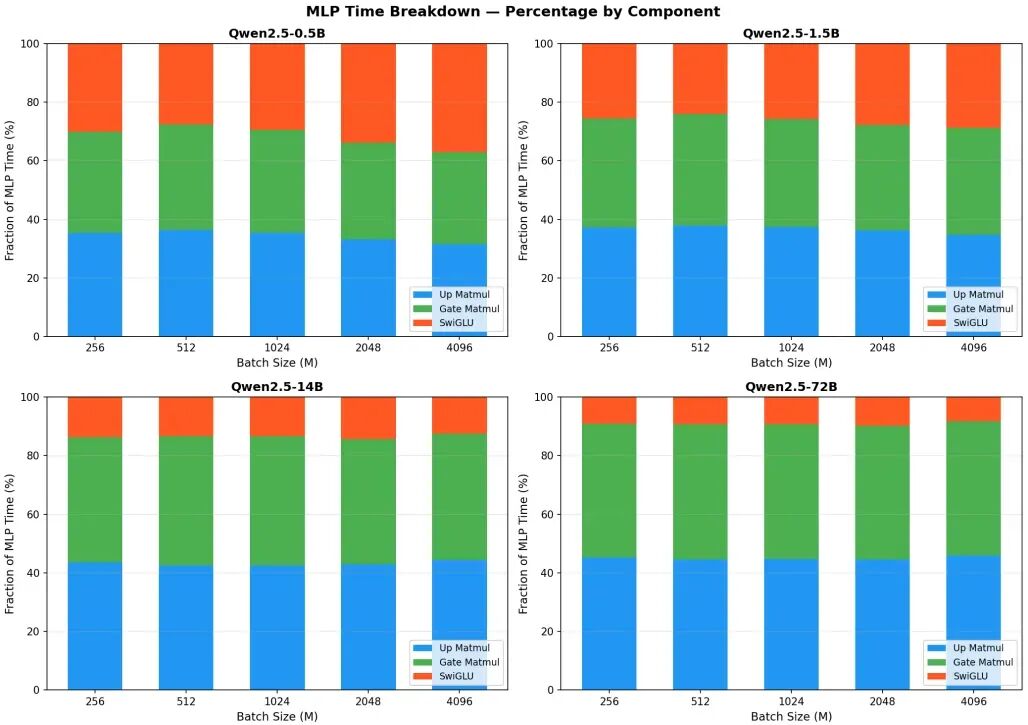 MLP Time Breakdown — Percentage by Component
Qwen2.5-0.5B
Fraction of MLP Time (%)
100
80
60
40
20
0
256 512 1024 2048 4096
Batch Size (M)
Up Matmul
Gate Matmul
SwiGLU
Qwen2.5-1.5B
Fraction of MLP Time (%)
100
80
60
40
20
0
256 512 1024 2048 4096
Batch Size (M)
Up Matmul
Gate Matmul
SwiGLU
Qwen2.5-14B
Fraction of MLP Time (%)
100
80
60
40
20
0
256 512 1024 2048 4096
Batch Size (M)
Up Matmul
Gate Matmul
SwiGLU
Qwen2.5-72B
Fraction of MLP Time (%)
100
80
60
40
20
0
256 512 1024 2048 4096
Batch Size (M)
Up Matmul
Gate Matmul
SwiGLU